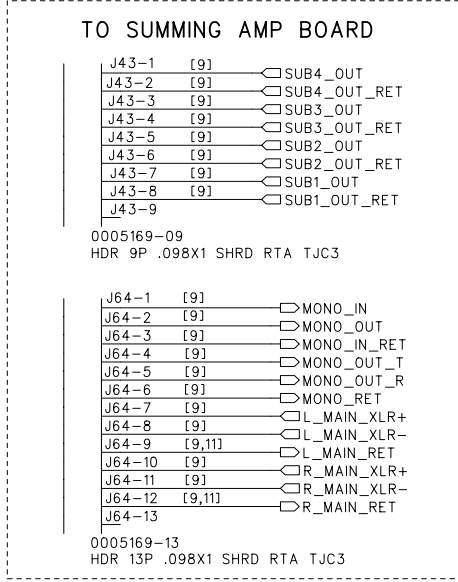 TO SUMMING AMP BOARD
J43-1 [9] SUB4_OUT
J43-2 [9] SUB4_OUT_RET
J43-3 [9] SUB3_OUT
J43-4 [9] SUB3_OUT_RET
J43-5 [9] SUB2_OUT
J43-6 [9] SUB2_OUT_RET
J43-7 [9] SUB1_OUT
J43-8 [9] SUB1_OUT_RET
J43-9
0005169-09
HDR 9P .098X1 SHRD RTA TJC3
J64-1 [9] MONO_IN
J64-2 [9] MONO_OUT
J64-3 [9] MONO_IN_RET
J64-4 [9] MONO_OUT_T
J64-5 [9] MONO_OUT_R
J64-6 [9] MONO_RET
J64-7 [9] L_MAIN_XLR+
J64-8 [9] L_MAIN_XLR-
J64-9 [9,11] L_MAIN_RET
J64-10 [9] R_MAIN_XLR+
J64-11 [9] R_MAIN_XLR-
J64-12 [9,11] R_MAIN_RET
J64-13
0005169-13
HDR 13P .098X1 SHRD RTA TJC3